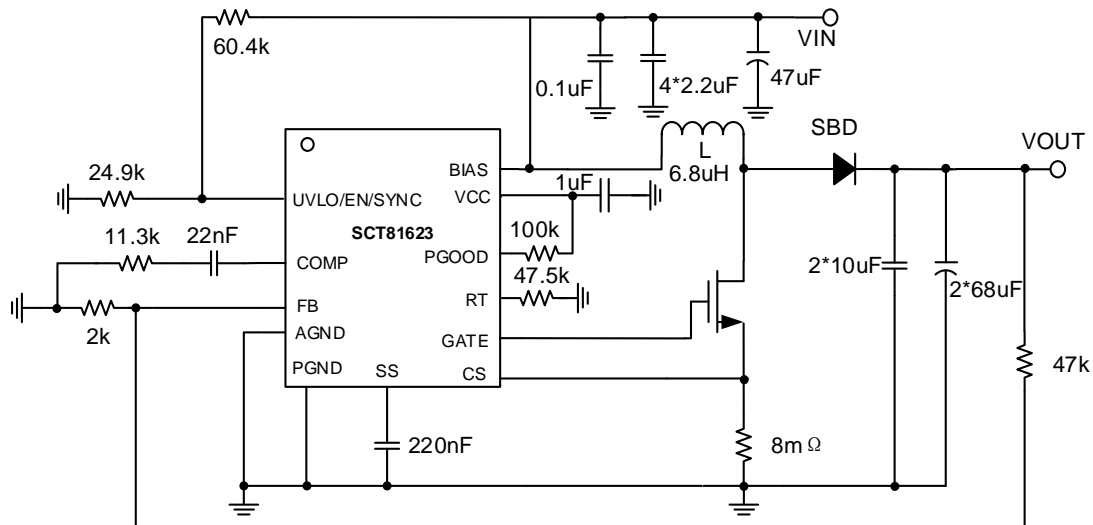 60.4k
VIN
0.1uF
4*2.2uF
47uF
SBD
VOUT
BIAS
L
6.8uH
24.9k
UVLO/EN/SYNC
VCC
1uF
SCT81623
11.3k
22nF
100k
COMP
PGOOD
47.5k
2*10uF
2*68uF
FB
RT
2k
AGND
GATE
PGND
SS
CS
47k
220nF
8mΩ